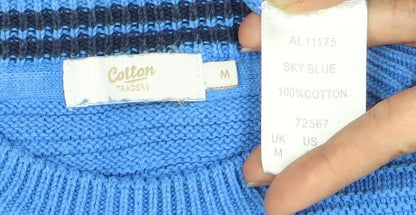 Cotton
TRADERS
M
AL11175
SKY BLUE
100%COTTON
72567
UK US
M